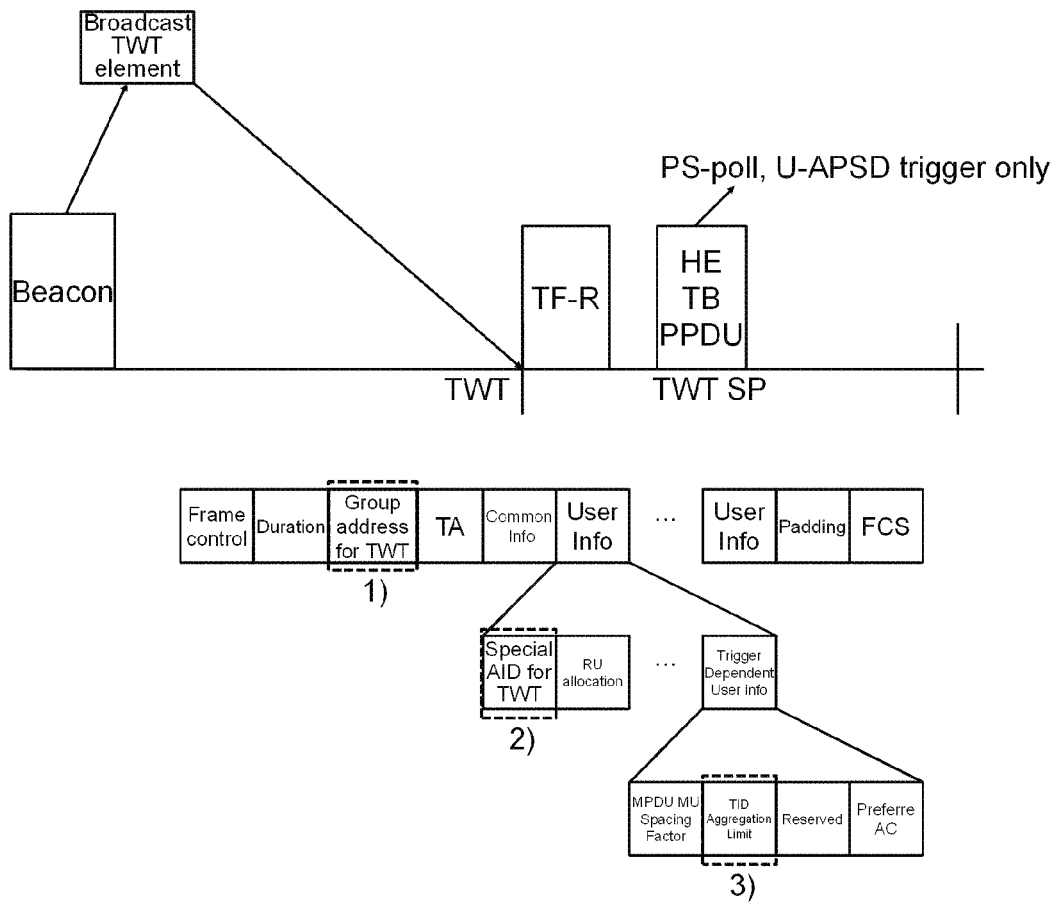 Broadcast
TWT
element
PS-poll, U-APSD trigger only
Beacon
TF-R
HE
TB
PPDU
TWT
TWT SP
Frame
control
Duration
Group
address
for TWT
TA
Common
Info
User
Info
...
User
Info
Padding
FCS
1)
Special
AID for
TWT
RU
allocation
...
Trigger
Dependent
User info
2)
MPDU MU
Spacing
Factor
TID
Aggregation
Limit
Reserved
Preferre
AC
3)